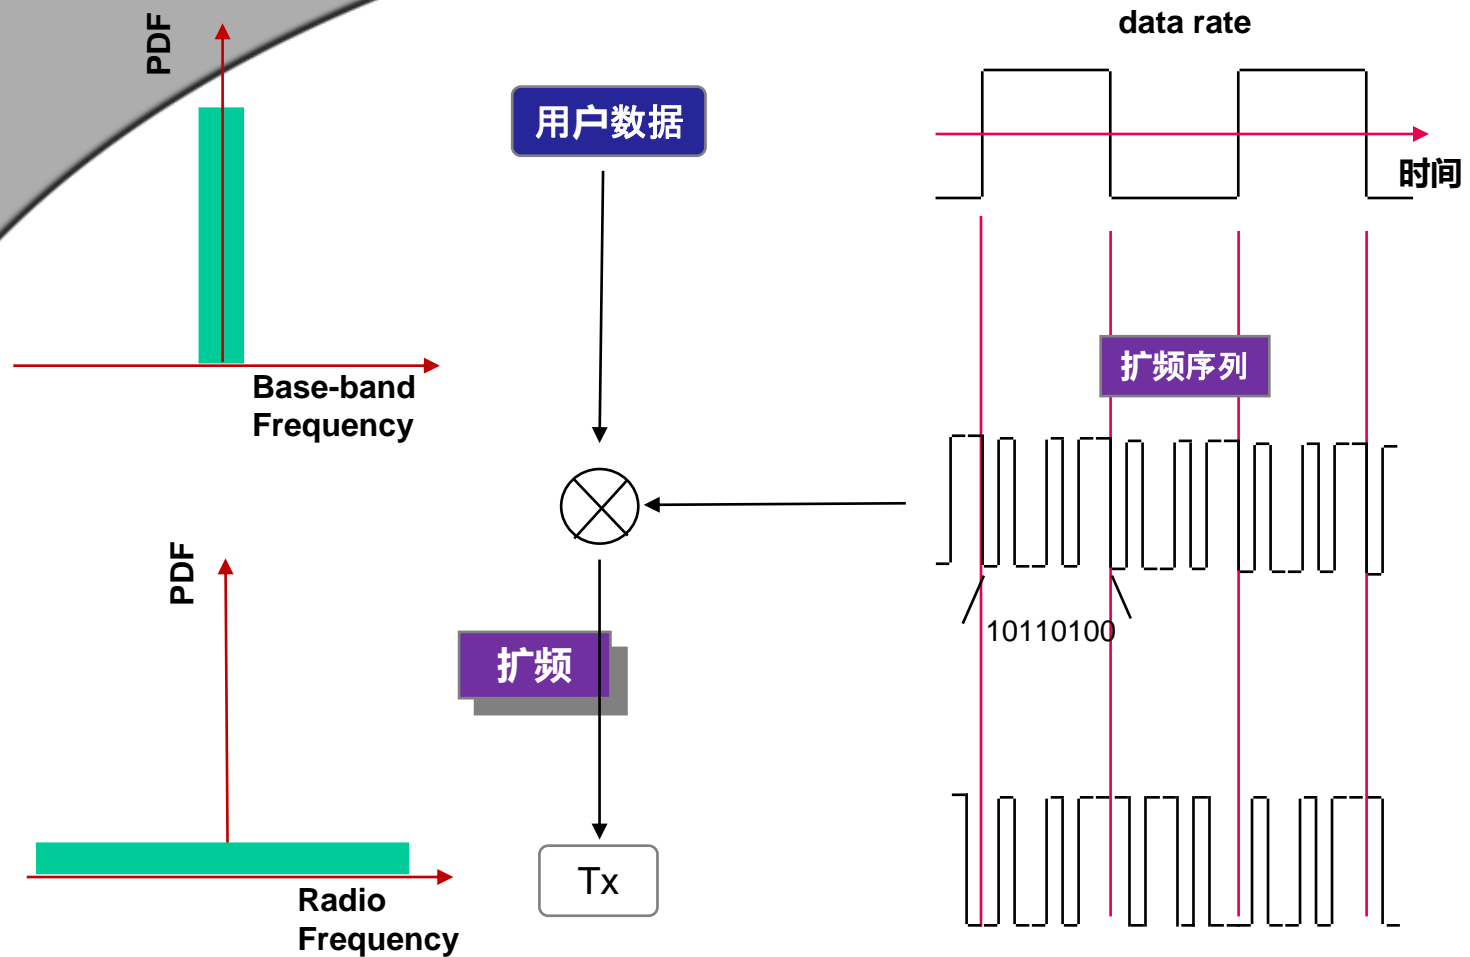 PDF
data rate
用户数据
时间
Base-band
Frequency
扩频序列
PDF
10110100
扩频
Tx
Radio
Frequency